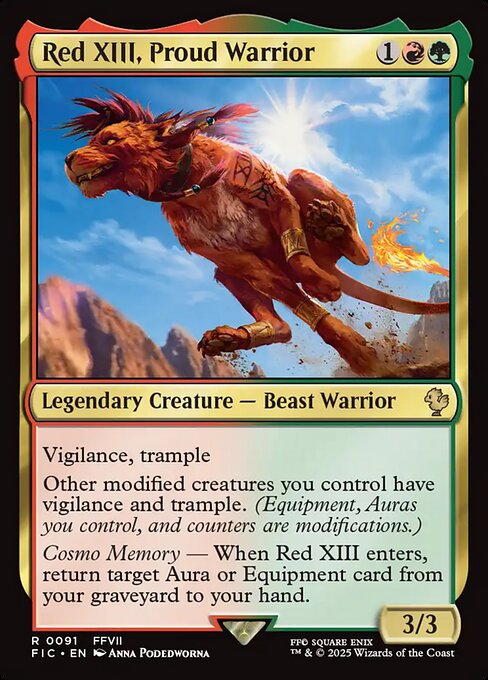 Red XIII, Proud Warrior 1
Legendary Creature — Beast Warrior
Vigilance, trample
Other modified creatures you control have
vigilance and trample. (Equipment, Auras
you control, and counters are modifications.)
Cosmo Memory — When Red XIII enters,
return target Aura or Equipment card from
your graveyard to your hand.
3/3
R 0091 FFVII
FIC • EN Anna Podedworna
FF© SQUARE ENIX
™ & © 2025 Wizards of the Coast